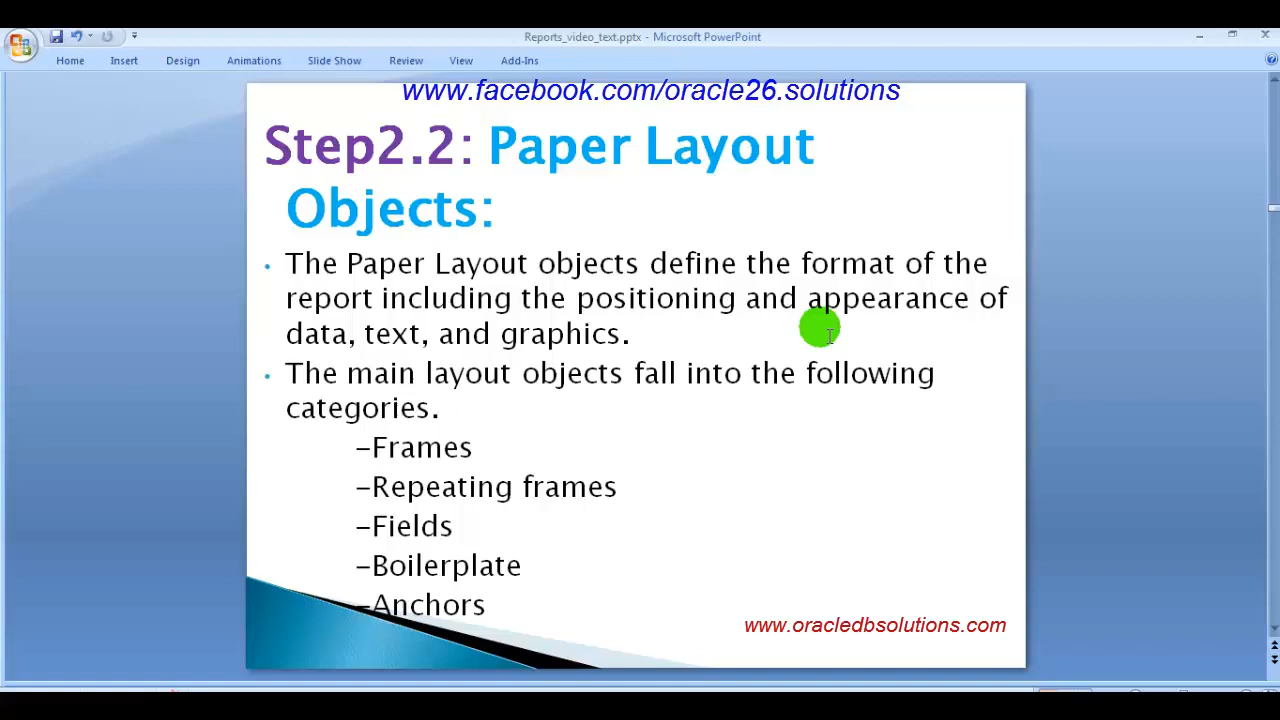 Reports_video_text.pptx - Microsoft PowerPoint
Home Insert Design Animations Slide Show Review View Add-Ins
www.facebook.com/oracle26.solutions
Step2.2: Paper Layout
Objects:
• The Paper Layout objects define the format of the
report including the positioning and appearance of
data, text, and graphics.
• The main layout objects fall into the following
categories.
–Frames
–Repeating frames
–Fields
–Boilerplate
–Anchors
www.oracledbsolutions.com